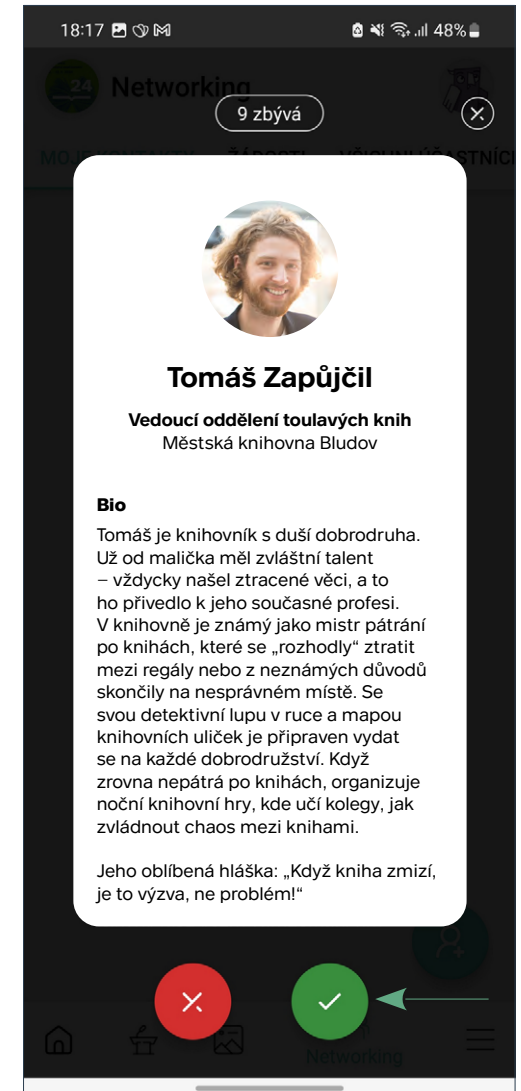 18:17
48%
24
Networking
9 zbývá
MOJE KONTAKTY ŽÁDOSTI VŠICHNI ÚČASTNÍCI
Tomáš Zapůjčil
Vedoucí oddělení toulavých knih
Městská knihovna Bludov
Bio
Tomáš je knihovník s duší dobrodruha.
Už od malička měl zvláštní talent
– vždycky našel ztracené věci, a to
ho přivedlo k jeho současné profesi.
V knihovně je známý jako mistr pátrání
po knihách, které se „rozhodly“ ztratit
mezi regály nebo z neznámých důvodů
skončily na nesprávném místě. Se
svou detektivní lupu v ruce a mapou
knihovních uliček je připraven vydat
se na každé dobrodružství. Když
zrovna nepátrá po knihách, organizuje
noční knihovní hry, kde učí kolegy, jak
zvládnout chaos mezi knihami.
Jeho oblíbená hláška: „Když kniha zmizí,
je to výzva, ne problém!“
Networking